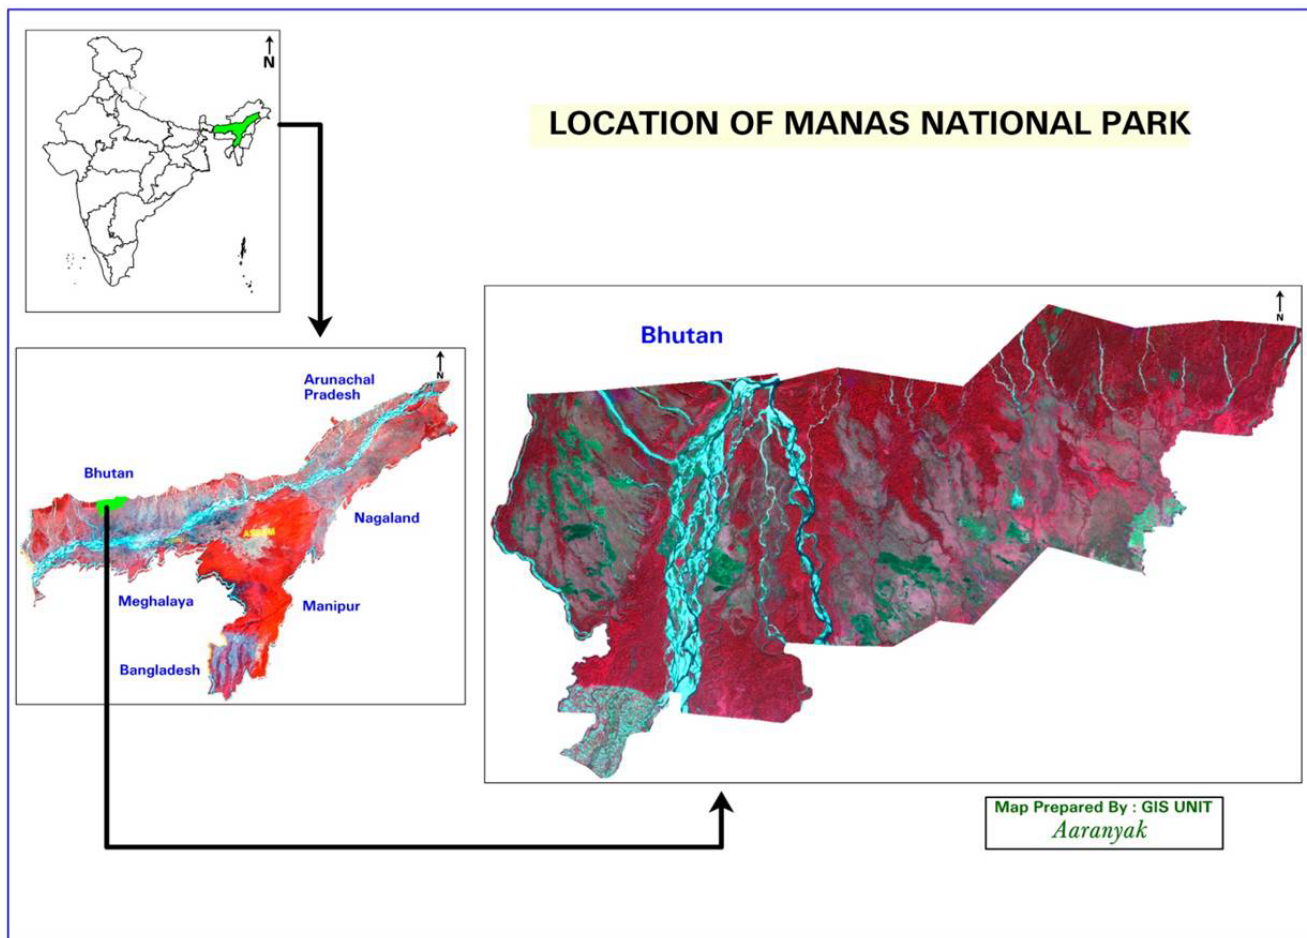 LOCATION OF MANAS NATIONAL PARK
N
N
Arunachal
Pradesh
Bhutan
ASSAM
Nagaland
Meghalaya
Manipur
Bangladesh
N
Bhutan
Map Prepared By : GIS UNIT
Aaranyak